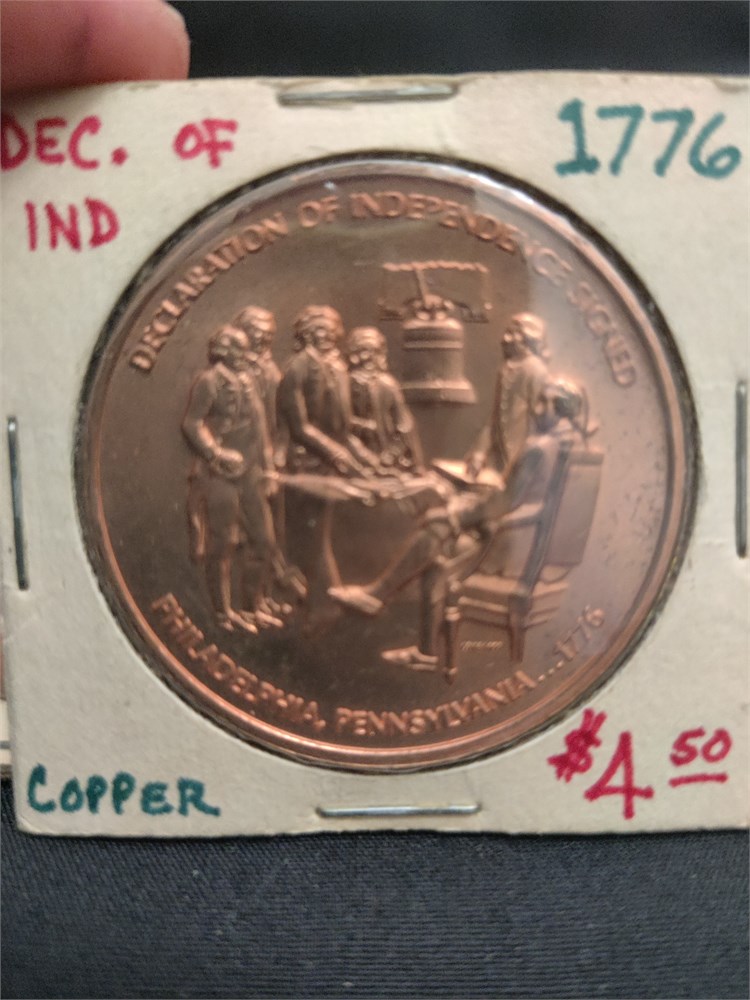 DEC. OF
IND
1776
DECLARATION OF INDEPENDENCE SIGNED
PHILADELPHIA, PENNSYLVANIA...1776
COPPER
$4 50